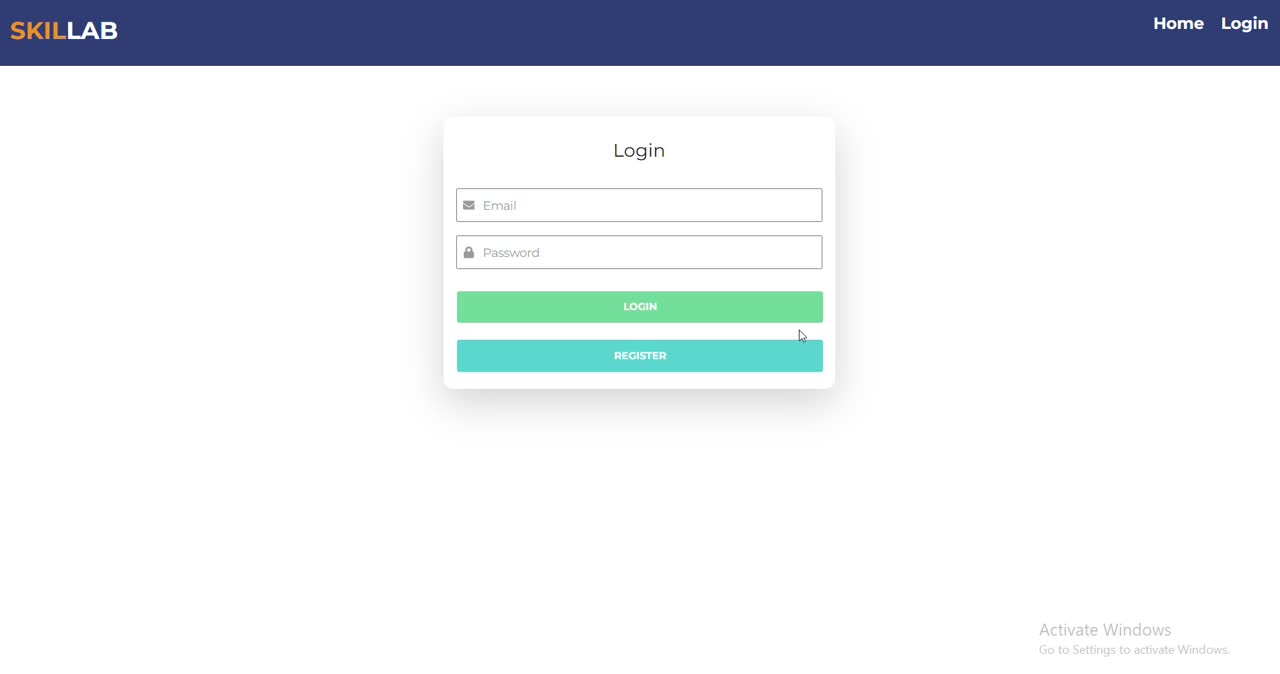 SKILLAB
Home Login
Login
Email
Password
LOGIN
REGISTER
Activate Windows
Go to Settings to activate Windows.